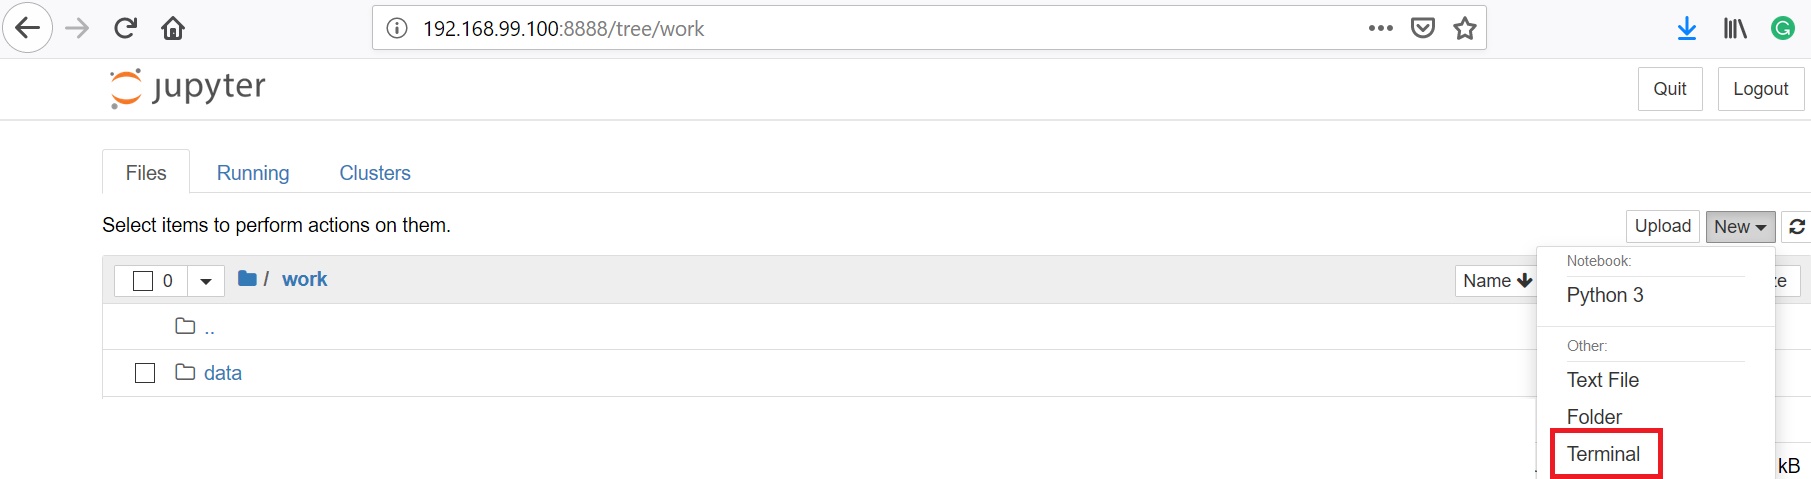 192.168.99.100:8888/tree/work
jupyter
Quit
Logout
Files
Running
Clusters
Select items to perform actions on them.
Upload
New
0
/ work
Name
ze
Notebook:
Python 3
..
Other:
data
Text File
Folder
Terminal
kB